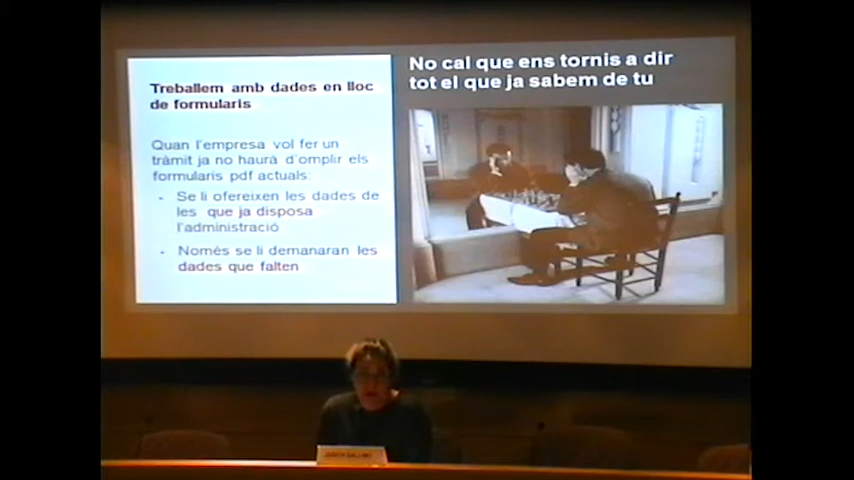 Treballem amb dades en lloc
de formularis
Quan l'empresa vol fer un
tràmit ja no haurà d'omplir els
formularis pdf actuals:
- Se li ofereixen les dades de
les que ja disposa
l'administració
- Només se li demanaran les
dades que falten
No cal que ens tornis a dir
tot el que ja sabem de tu